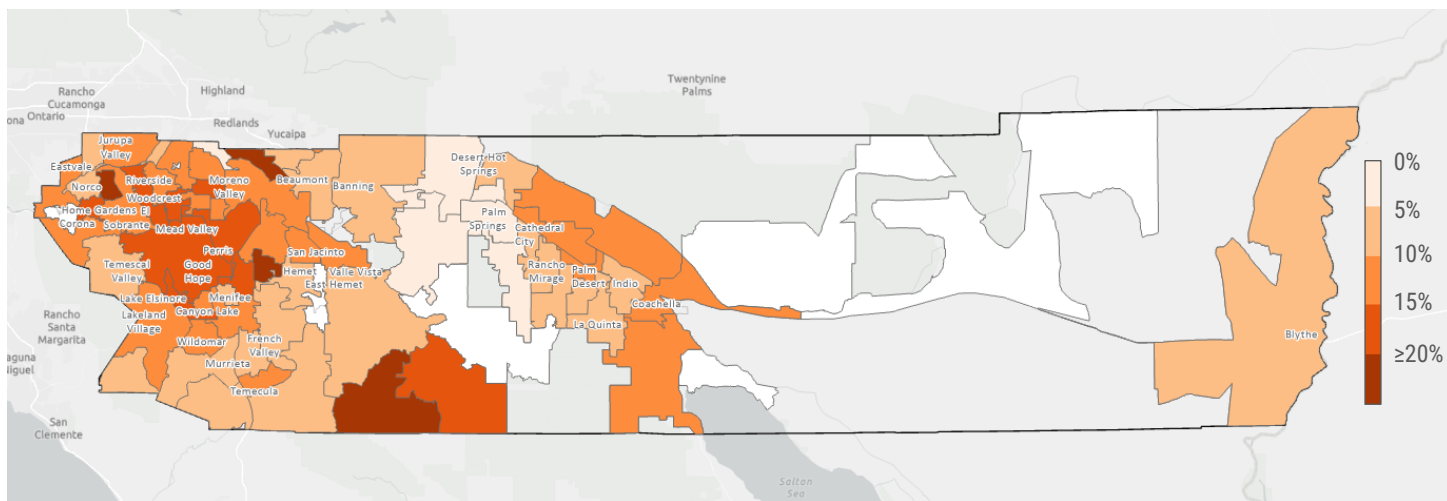 Twentynine
Palms
Highland
Rancho
Cucamonga
Ontario
ona
Redlands
Yucaipa
Jurupa
Valley
Eastvale
Norco
Riverside
Woodcrest
Moreno
Valley
Beaumont
Banning
Desert Hot
Springs
Home Gardens
El
Sobrante
Corona
Mead Valley
Palm
Springs
Cathedral
City
Perris
San Jacinto
Temescal
Valley
Good
Hope
Hemet
Valle Vista
East Hemet
Rancho
Mirage
Palm
Desert
Indio
Lake Elsinore
Menifee
Canyon Lake
Coachella
Lakeland
Village
Rancho
Santa
Margarita
La Quinta
Wildomar
French
Valley
Blythe
aguna
Niguel
Murrieta
Temecula
San
Clemente
Salton
Sea
0%
5%
10%
15%
≥20%